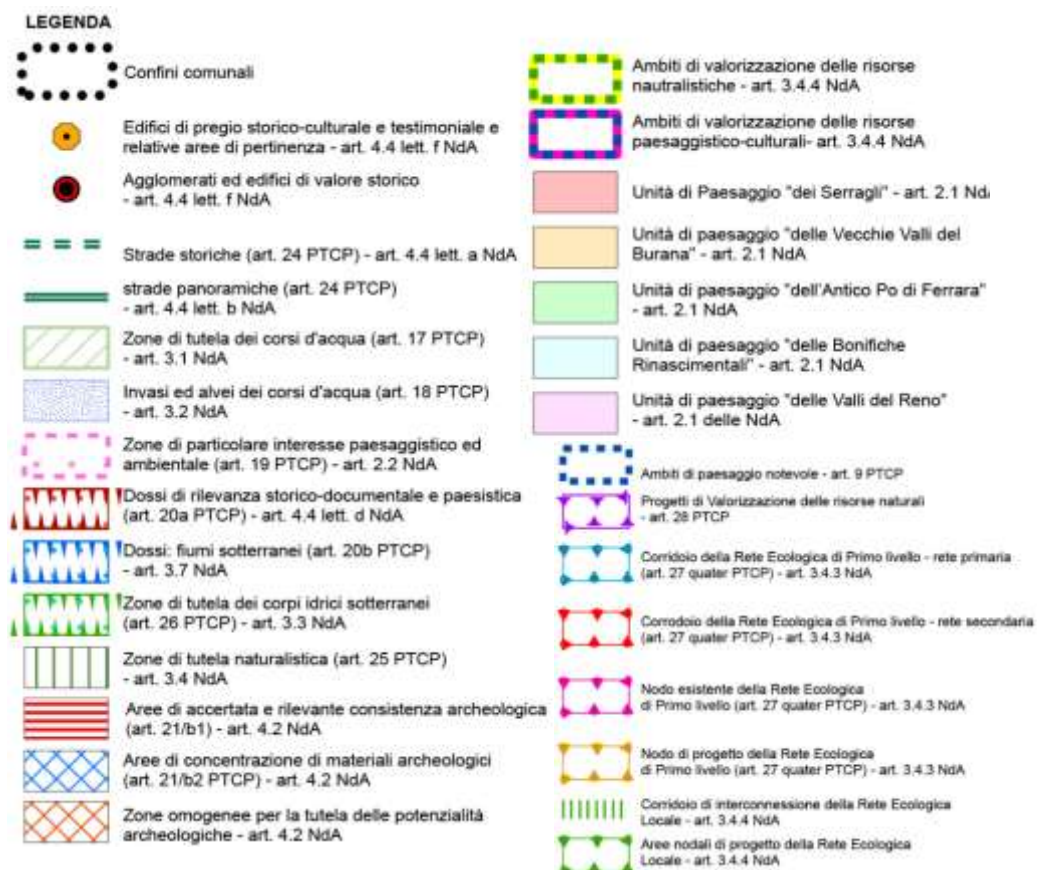 LEGENDA
Confini comunali
Edifici di pregio storico-culturale e testimoniale e
relative aree di pertinenza - art. 4.4 lett. f NdA
Agglomerati ed edifici di valore storico
- art. 4.4 lett. f NdA
Strade storiche (art. 24 PTCP) - art. 4.4 lett. a NdA
strade panoramiche (art. 24 PTCP)
- art. 4.4 lett. b NdA
Zone di tutela dei corsi d'acqua (art. 17 PTCP)
- art. 3.1 NdA
Invasi ed alvei dei corsi d'acqua (art. 18 PTCP)
- art. 3.2 NdA
Zone di particolare interesse paesaggistico ed
ambientale (art. 19 PTCP) - art. 2.2 NdA
Dossi di rilevanza storico-documentale e paesistica
(art. 20a PTCP) - art. 4.4 lett. d NdA
Dossi: fiumi sotterranei (art. 20b PTCP)
- art. 3.7 NdA
Zone di tutela dei corpi idrici sotterranei
(art. 26 PTCP) - art. 3.3 NdA
Zone di tutela naturalistica (art. 25 PTCP)
- art. 3.4 NdA
Aree di accertata e rilevante consistenza archeologica
(art. 21/b1) - art. 4.2 NdA
Aree di concentrazione di materiali archeologici
(art. 21/b2 PTCP) - art. 4.2 NdA
Zone omogenee per la tutela delle potenzialità
archeologiche - art. 4.2 NdA
Ambiti di valorizzazione delle risorse
nautralistiche - art. 3.4.4 NdA
Ambiti di valorizzazione delle risorse
paesaggistico-culturali- art. 3.4.4 NdA
Unità di Paesaggio "dei Serragli" - art. 2.1 NdA
Unità di paesaggio "delle Vecchie Valli del
Burana" - art. 2.1 NdA
Unità di paesaggio "dell'Antico Po di Ferrara"
- art. 2.1 NdA
Unità di paesaggio "delle Bonifiche
Rinascimentali" - art. 2.1 NdA
Unità di paesaggio "delle Valli del Reno"
- art. 2.1 delle NdA
Ambiti di paesaggio notevole - art. 9 PTCP
Progetti di Valorizzazione delle risorse naturali
- art. 28 PTCP
Corridoio della Rete Ecologica di Primo livello - rete primaria
(art. 27 quater PTCP) - art. 3.4.3 NdA
Corrodoio della Rete Ecologica di Primo livello - rete secondaria
(art. 27 quater PTCP) - art. 3.4.3 NdA
Nodo esistente della Rete Ecologica
di Primo livello (art. 27 quater PTCP) - art. 3.4.3 NdA
Nodo di progetto della Rete Ecologica
di Primo livello (art. 27 quater PTCP) - art. 3.4.3 NdA
Corridoio di interconnessione della Rete Ecologica
Locale - art. 3.4.4 NdA
Aree nodali di progetto della Rete Ecologica
Locale - art. 3.4.4 NdA